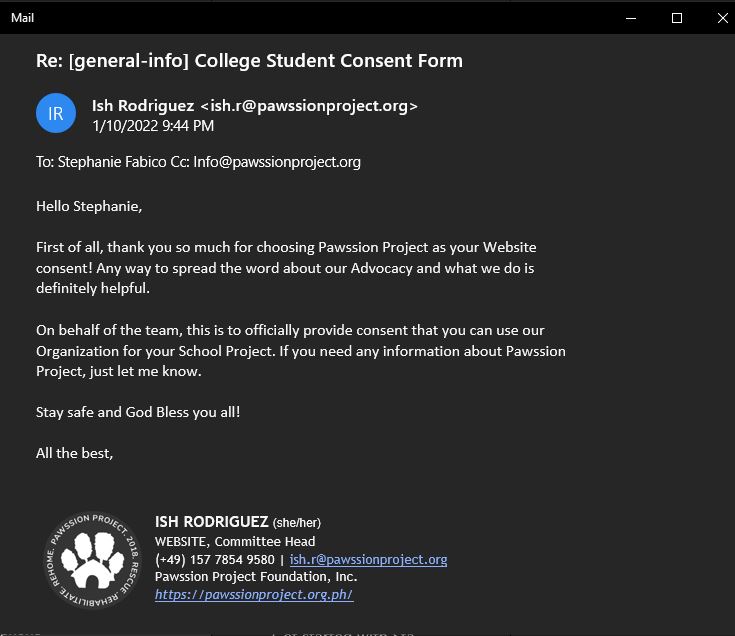 Mail
Re: [general-info] College Student Consent Form
IR
Ish Rodriguez <ish.r@pawssionproject.org>
1/10/2022 9:44 PM
To: Stephanie Fabico Cc: Info@pawssionproject.org
Hello Stephanie,
First of all, thank you so much for choosing Pawssion Project as your Website
consent! Any way to spread the word about our Advocacy and what we do is
definitely helpful.
On behalf of the team, this is to officially provide consent that you can use our
Organization for your School Project. If you need any information about Pawssion
Project, just let me know.
Stay safe and God Bless you all!
All the best,
PAWSSION PROJECT. 2018. RESCUE. REHABILITATE. REHOME.
ISH RODRIGUEZ (she/her)
WEBSITE, Committee Head
(+49) 157 7854 9580 | ish.r@pawssionproject.org
Pawssion Project Foundation, Inc.
https://pawssionproject.org.ph/